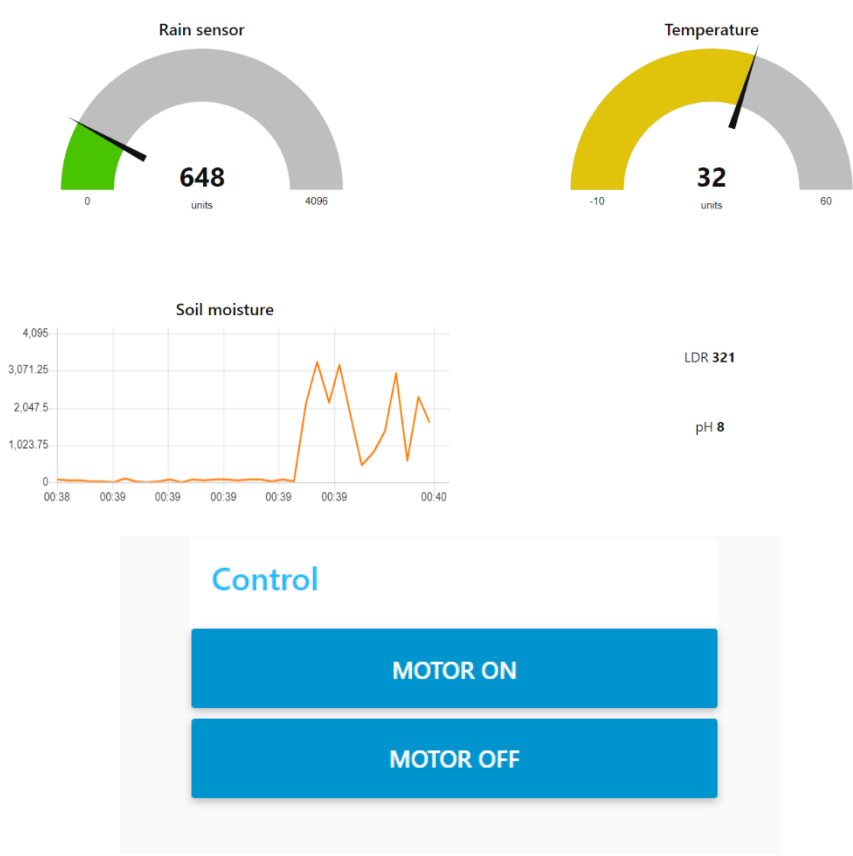 Rain sensor
Temperature
648
units
0
4096
32
units
-10
60
Soil moisture
4,095
3,071.25
2,047.5
1,023.75
0
00:38 00:39 00:39 00:39 00:39 00:39 00:40
LDR 321
pH 8
Control
MOTOR ON
MOTOR OFF